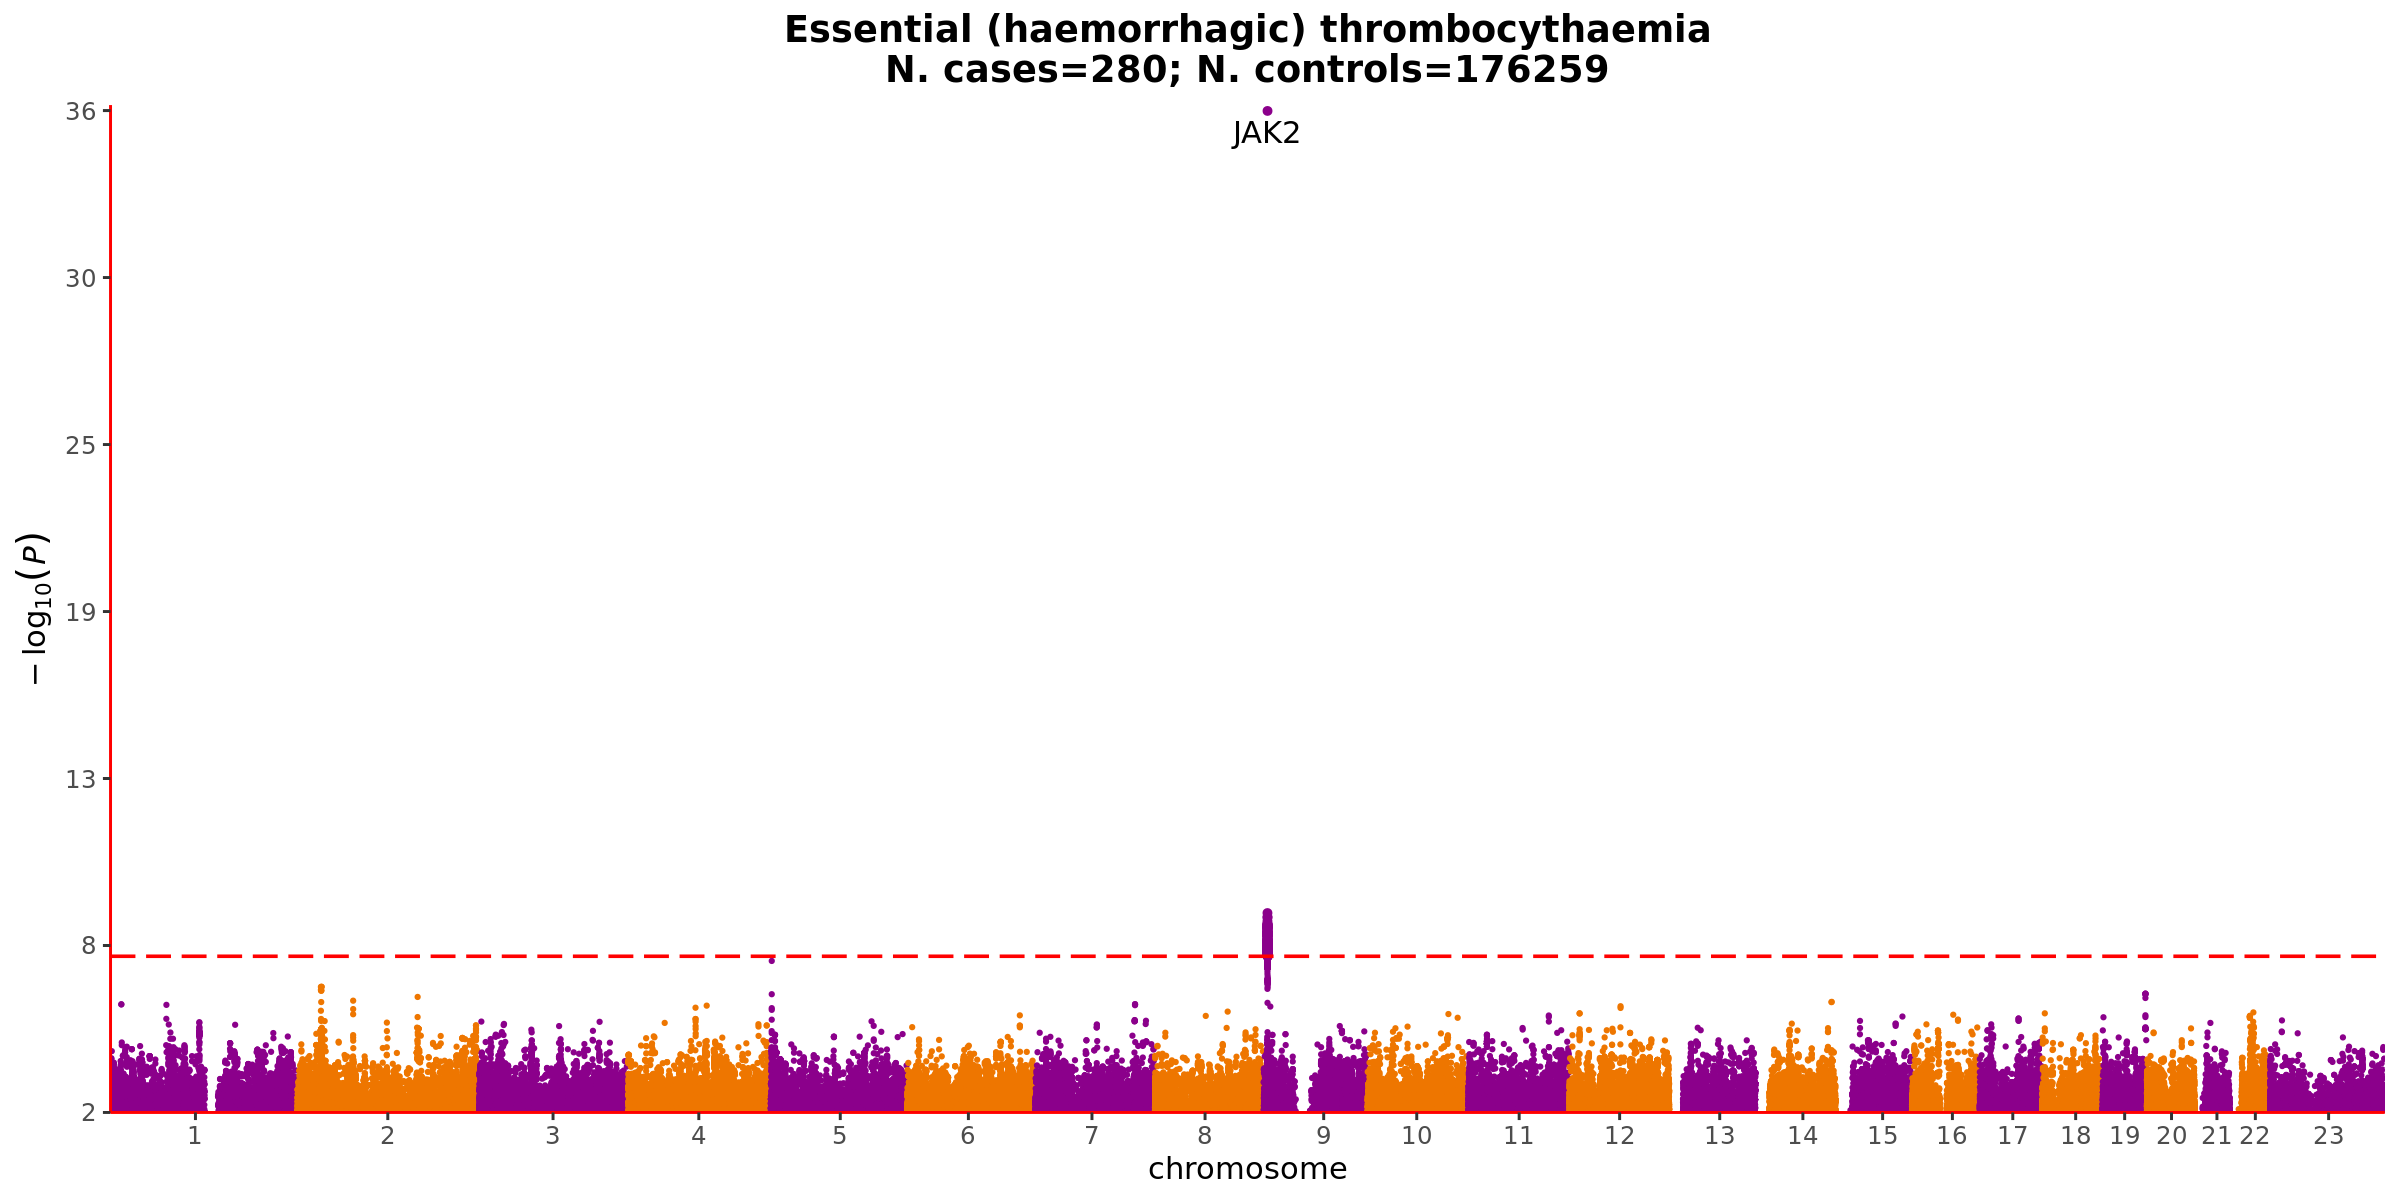 Essential (haemorrhagic) thrombocythaemia
N. cases=280; N. controls=176259
36
JAK2
30
25
19
13
8
2
−log10(P)
1 2 3 4 5 6 7 8 9 10 11 12 13 14 15 16 17 18 19 20 21 22 23
chromosome